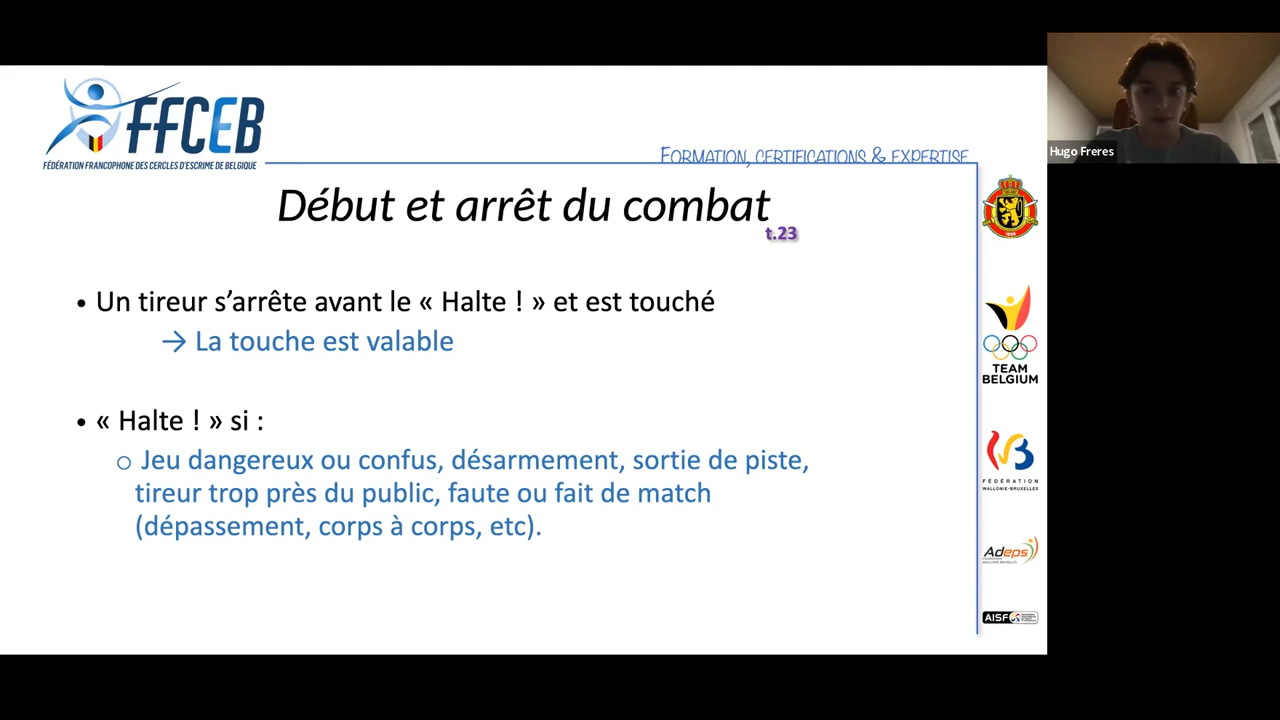 FFCEB
FÉDÉRATION FRANCOPHONE DES CERCLES D'ESCRIME DE BELGIQUE
FORMATION, CERTIFICATIONS & EXPERTISE
Hugo Freres
Début et arrêt du combat
t.23
• Un tireur s’arrête avant le « Halte ! » et est touché
→ La touche est valable
• « Halte ! » si :
o Jeu dangereux ou confus, désarmement, sortie de piste,
tireur trop près du public, faute ou fait de match
(dépassement, corps à corps, etc).
TEAM
BELGIUM
FÉDÉRATION
WALLONIE-BRUXELLES
Adeps
AISF